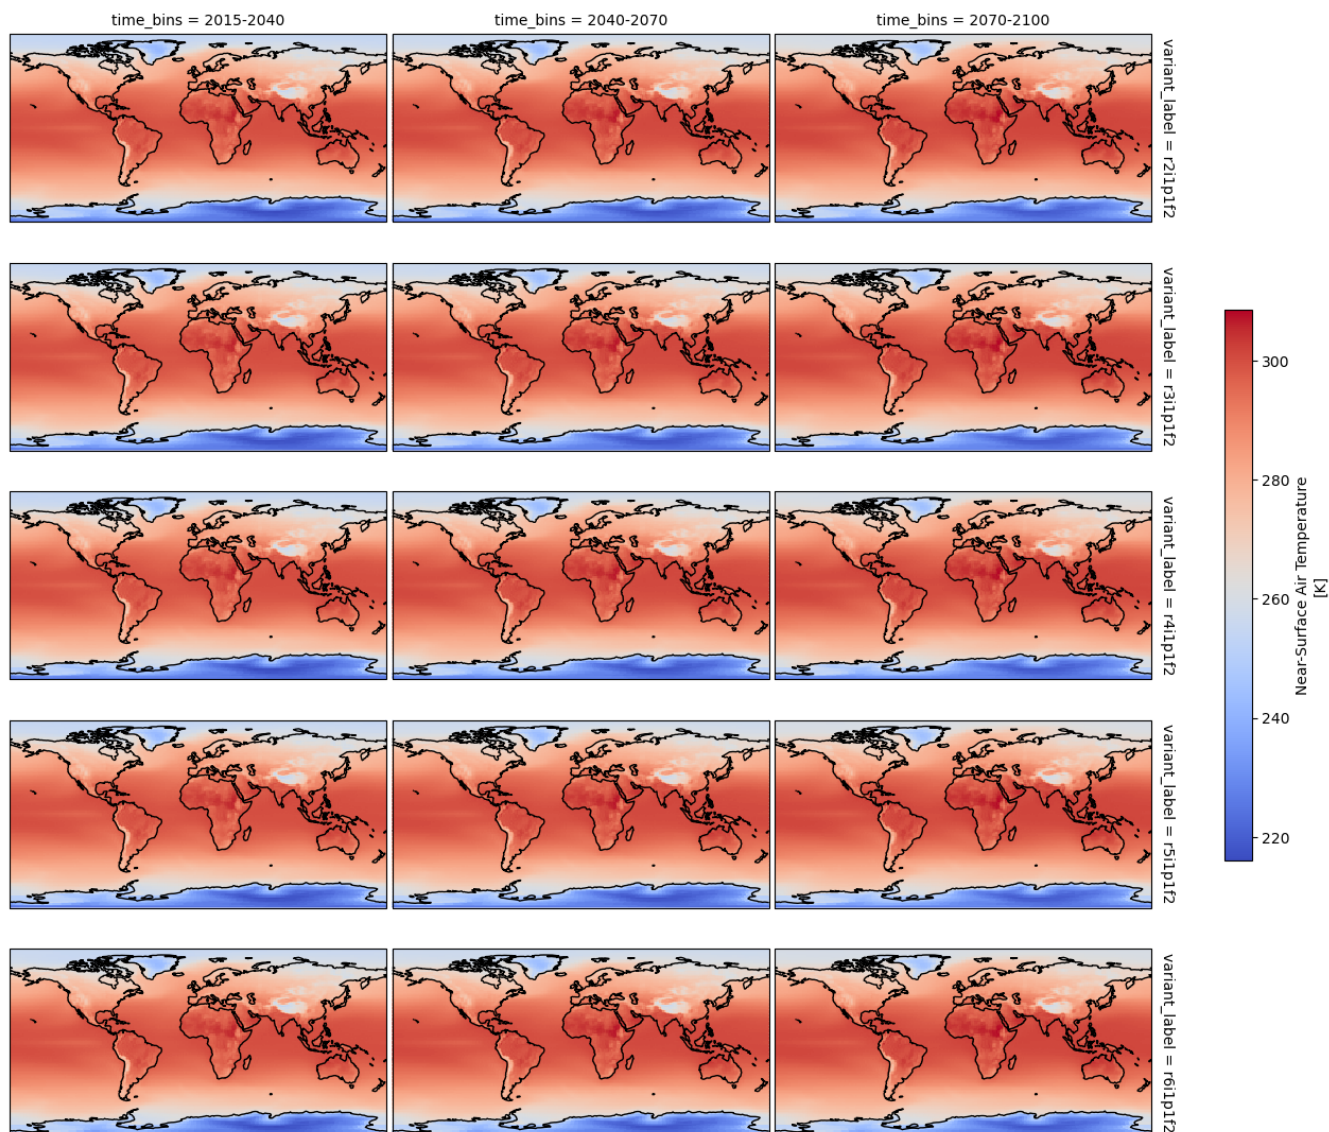 time_bins = 2015-2040
time_bins = 2040-2070
time_bins = 2070-2100
variant_label = r2i1p1f2
variant_label = r3i1p1f2
variant_label = r4i1p1f2
variant_label = r5i1p1f2
variant_label = r6i1p1f2
300
280
260
240
220
Near-Surface Air Temperature
[K]